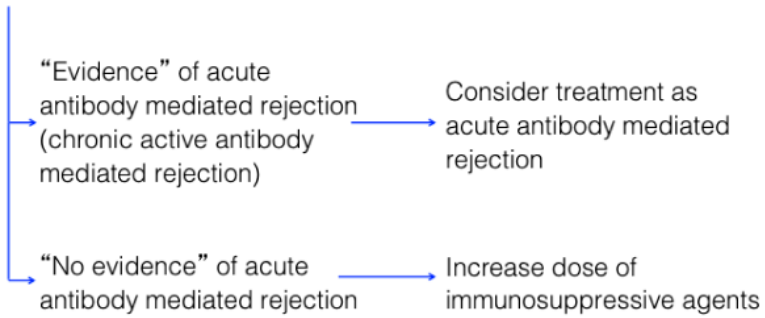 “Evidence” of acute
antibody mediated rejection
(chronic active antibody
mediated rejection)
Consider treatment as
acute antibody mediated
rejection
“No evidence” of acute
antibody mediated rejection
Increase dose of
immunosuppressive agents